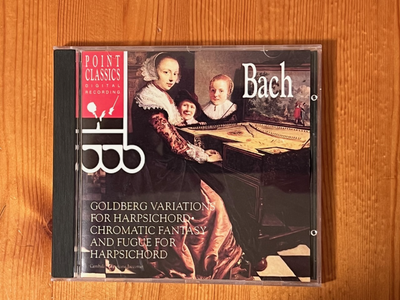 POINT
CLASSICS
DIGITAL
RECORDING
Bach
GOLDBERG VARIATIONS
FOR HARPSICHORD•
CHROMATIC FANTASY
AND FUGUE FOR
HARPSICHORD